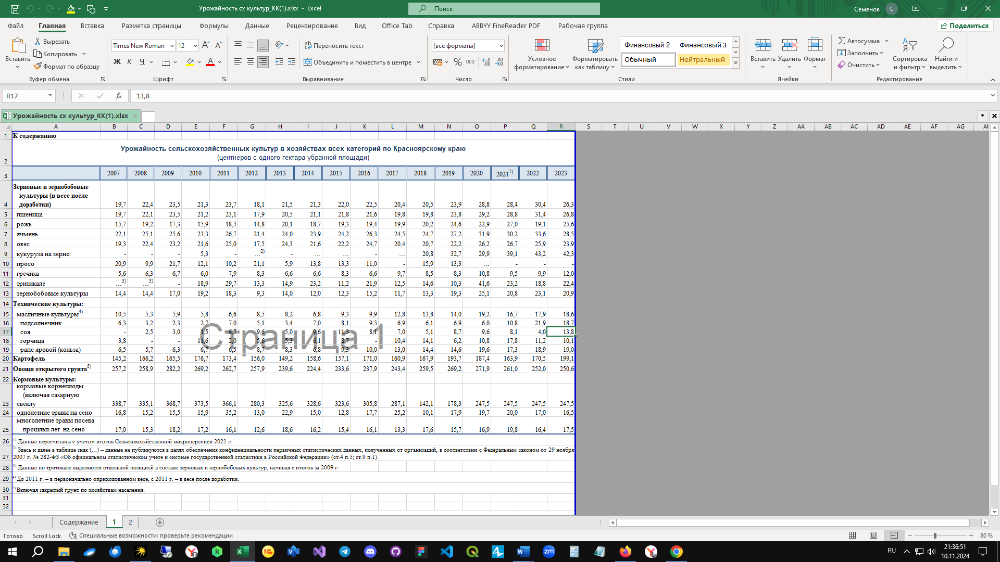 Урожайность сх культур_КК(1).xlsx - Excel
Поиск
Семенов С
Файл Главная Вставка Разметка страницы Формулы Данные Рецензирование Вид Office Tab Справка ABBYY FineReader PDF Рабочая группа Поделиться
Вставить
Вырезать
Копировать
Формат по образцу
Буфер обмена
Times New Roman 12
Ж К Ч
Шрифт
Переносить текст
Объединить и поместить в центре
Выравнивание
(все форматы)
% 000
Число
Условное форматирование
Форматировать как таблицу
Финансовый 2 Финансовый 3
Обычный Нейтральный
Стили
Вставить Удалить Формат
Ячейки
Автосумма
Заполнить
Очистить
Сортировка и фильтр
Найти и выделить
Редактирование
R17 fx 13,8
Урожайность сх культур_КК(1).xlsx
A B C D E F G H I J K L M N O P Q R S T U V W X Y Z AA AB AC AD AE AF AG
1 К содержанию
Урожайность сельскохозяйственных культур в хозяйствах всех категорий по Красноярскому краю
2 (центнеров с одного гектара убранной площади)
3 2007 2008 2009 2010 2011 2012 2013 2014 2015 2016 2017 2018 2019 2020 2021 1) 2022 2023
Зерновые и зернобобовые
культуры (в весе после
4 доработки) 19,7 22,4 23,5 21,3 23,7 18,1 21,5 21,3 22,0 22,5 20,4 20,5 23,9 28,8 28,4 30,4 26,3
5 пшеница 19,7 22,1 23,5 21,2 23,1 17,9 20,5 21,1 21,8 21,6 19,8 19,8 23,8 29,2 28,8 31,4 26,8
6 рожь 15,7 19,2 17,3 15,9 18,5 14,8 20,1 18,7 19,3 19,4 19,9 20,2 24,6 22,9 27,0 19,1 25,6
7 ячмень 22,1 25,1 25,6 23,3 26,7 21,4 24,0 23,9 24,2 26,3 24,5 24,7 27,2 31,9 30,2 33,6 28,5
8 овес 19,3 22,4 23,2 21,6 25,0 17,5 24,3 21,6 22,2 24,7 20,4 20,7 22,2 26,2 26,7 25,9 23,9
9 кукуруза на зерно - - - 5,3 - …2) - … … - … 20,8 32,7 29,9 39,1 43,2 42,3
10 просо 20,9 9,9 21,7 12,1 10,2 21,1 5,9 13,8 13,3 11,0 - 15,9 13,3 … - - -
11 гречиха 5,6 6,3 6,7 6,0 7,9 8,3 6,6 6,6 8,3 6,6 9,7 8,5 8,3 10,8 9,5 9,9 12,0
12 тритикале …3) …3) - 18,9 29,7 13,3 14,9 23,2 11,2 21,9 12,5 14,6 10,3 41,6 23,2 18,8 22,4
13 зернобобовые культуры 14,4 14,4 17,0 19,2 18,3 9,3 14,0 12,0 12,3 15,2 11,7 13,3 19,3 25,1 20,8 23,1 20,9
14 Технические культуры:
15 масличные культуры4) 10,5 5,3 5,9 5,8 6,6 8,5 8,2 6,8 9,3 9,9 12,8 13,8 14,0 19,2 16,7 17,9 18,6
16 подсолнечник 6,3 3,2 2,3 2,7 7,0 5,1 3,4 7,0 8,1 9,3 6,9 6,1 6,9 6,0 10,8 21,9 18,7
17 соя - 2,5 3,0 1,5 6,7 9,6 5,0 9,6 11,3 8,1 7,0 5,1 8,7 9,6 8,1 4,0 13,8
18 горчица 3,8 - - 11,6 2,0 5,6 5,3 6,1 8,7 - 10,4 14,1 6,2 10,8 17,8 11,2 10,1
19 рапс яровой (кольза) 6,5 5,7 6,3 6,7 6,5 8,7 8,3 6,8 9,3 10,0 13,0 14,4 14,6 19,6 17,3 18,9 19,0
Страница 1
20 Картофель 145,2 166,2 165,5 176,7 173,4 156,0 149,2 158,6 157,1 171,0 160,9 167,9 193,7 187,4 163,9 170,5 199,1
21 Овощи открытого грунта5) 257,2 258,9 282,2 269,2 262,7 257,9 239,6 224,4 233,6 237,9 243,4 259,5 269,2 271,9 261,0 252,0 250,6
22 Кормовые культуры:
кормовые корнеплоды
(включая сахарную
23 свеклу 338,7 335,1 368,7 373,5 366,1 280,3 325,6 328,6 323,6 305,8 287,1 142,1 178,3 247,5 247,5 247,5 247,5
24 однолетние травы на сено 16,8 15,2 15,5 15,9 35,2 13,0 22,9 15,0 12,8 17,7 25,2 10,1 17,9 19,7 20,0 17,0 16,5
многолетние травы посева
25 прошлых лет на сено 17,0 15,3 18,2 17,2 16,1 12,6 18,6 16,2 15,4 16,1 13,3 17,6 15,7 16,9 19,8 16,4 17,5
26 1) Данные пересчитаны с учетом итогов Сельскохозяйственной микропереписи 2021 г.
2) Здесь и далее в таблице знак (…) – данные не публикуются в целях обеспечения конфиденциальности первичных статистических данных, полученных от организаций, в соответствии с Федеральным законом от 29 ноября
27 2007 г. № 282-ФЗ «Об официальном статистическом учете и системе государственной статистики в Российской Федерации» (ст.4 п.5; ст.9 п.1).
28 3) Данные по тритикале выделяются отдельной позицией в составе зерновых и зернобобовых культур, начиная с итогов за 2009 г.
29 4) До 2011 г. – в первоначально оприходованном весе, с 2011 г. – в весе после доработки.
30 5) Включая закрытый грунт по хозяйствам населения.
31
32
Содержание 1 2
Готово Scroll Lock Специальные возможности: проверьте рекомендации 80 %
RU 21:36:51
10.11.2024